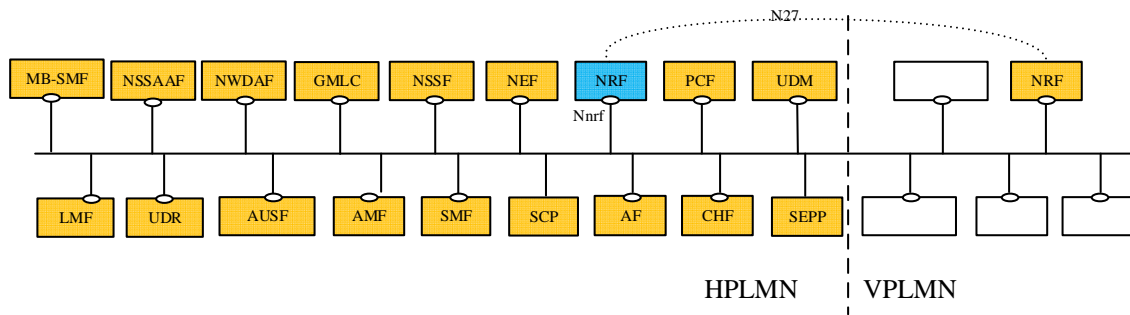 N27
MB-SMF NSSAAF NWDAF GMLC NSSF NEF NRF PCF UDM NRF
Nnrf
LMF UDR AUSF AMF SMF SCP AF CHF SEPP
HPLMN VPLMN